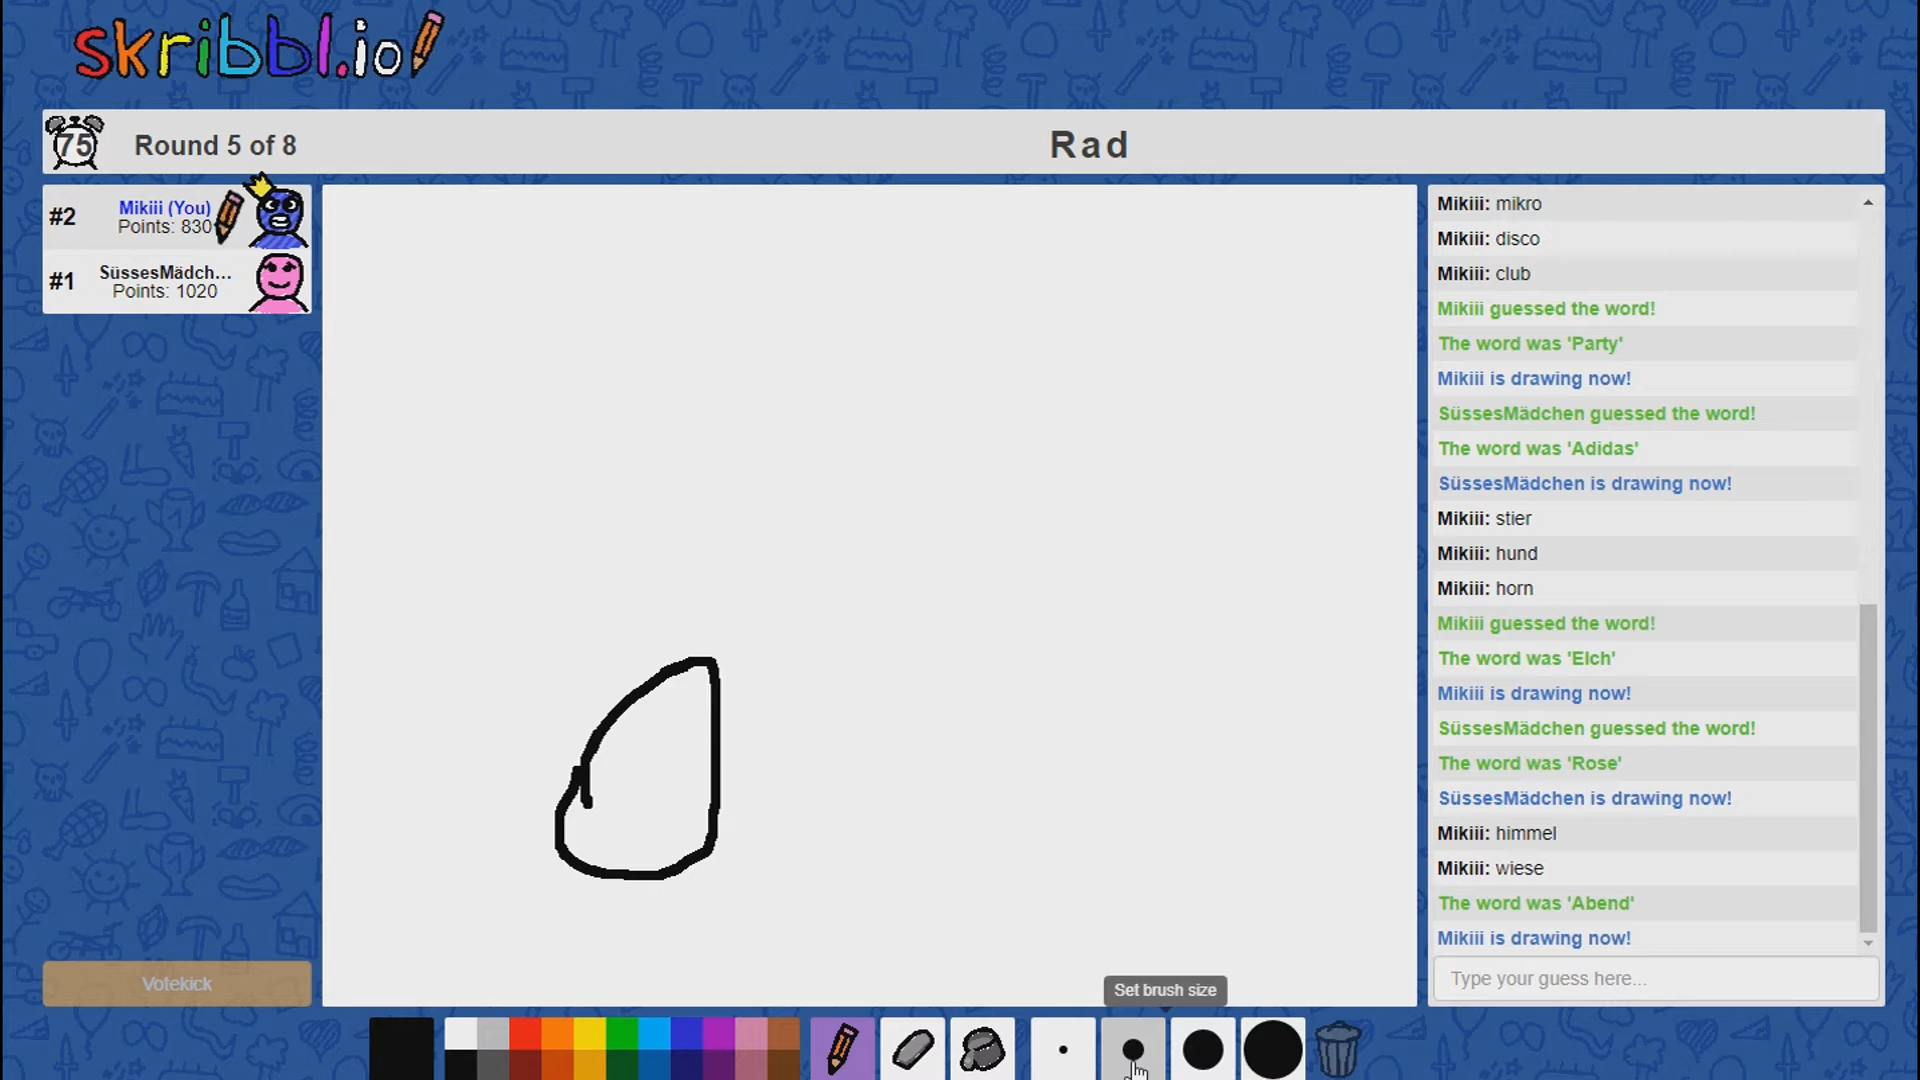 skribbl.io
75
Round 5 of 8
Rad
#2
Mikiii (You)
Points: 830
#1
SüssesMädch...
Points: 1020
Votekick
Mikiii: mikro
Mikiii: disco
Mikiii: club
Mikiii guessed the word!
The word was 'Party'
Mikiii is drawing now!
SüssesMädchen guessed the word!
The word was 'Adidas'
SüssesMädchen is drawing now!
Mikiii: stier
Mikiii: hund
Mikiii: horn
Mikiii guessed the word!
The word was 'Elch'
Mikiii is drawing now!
SüssesMädchen guessed the word!
The word was 'Rose'
SüssesMädchen is drawing now!
Mikiii: himmel
Mikiii: wiese
The word was 'Abend'
Mikiii is drawing now!
Type your guess here...
Set brush size